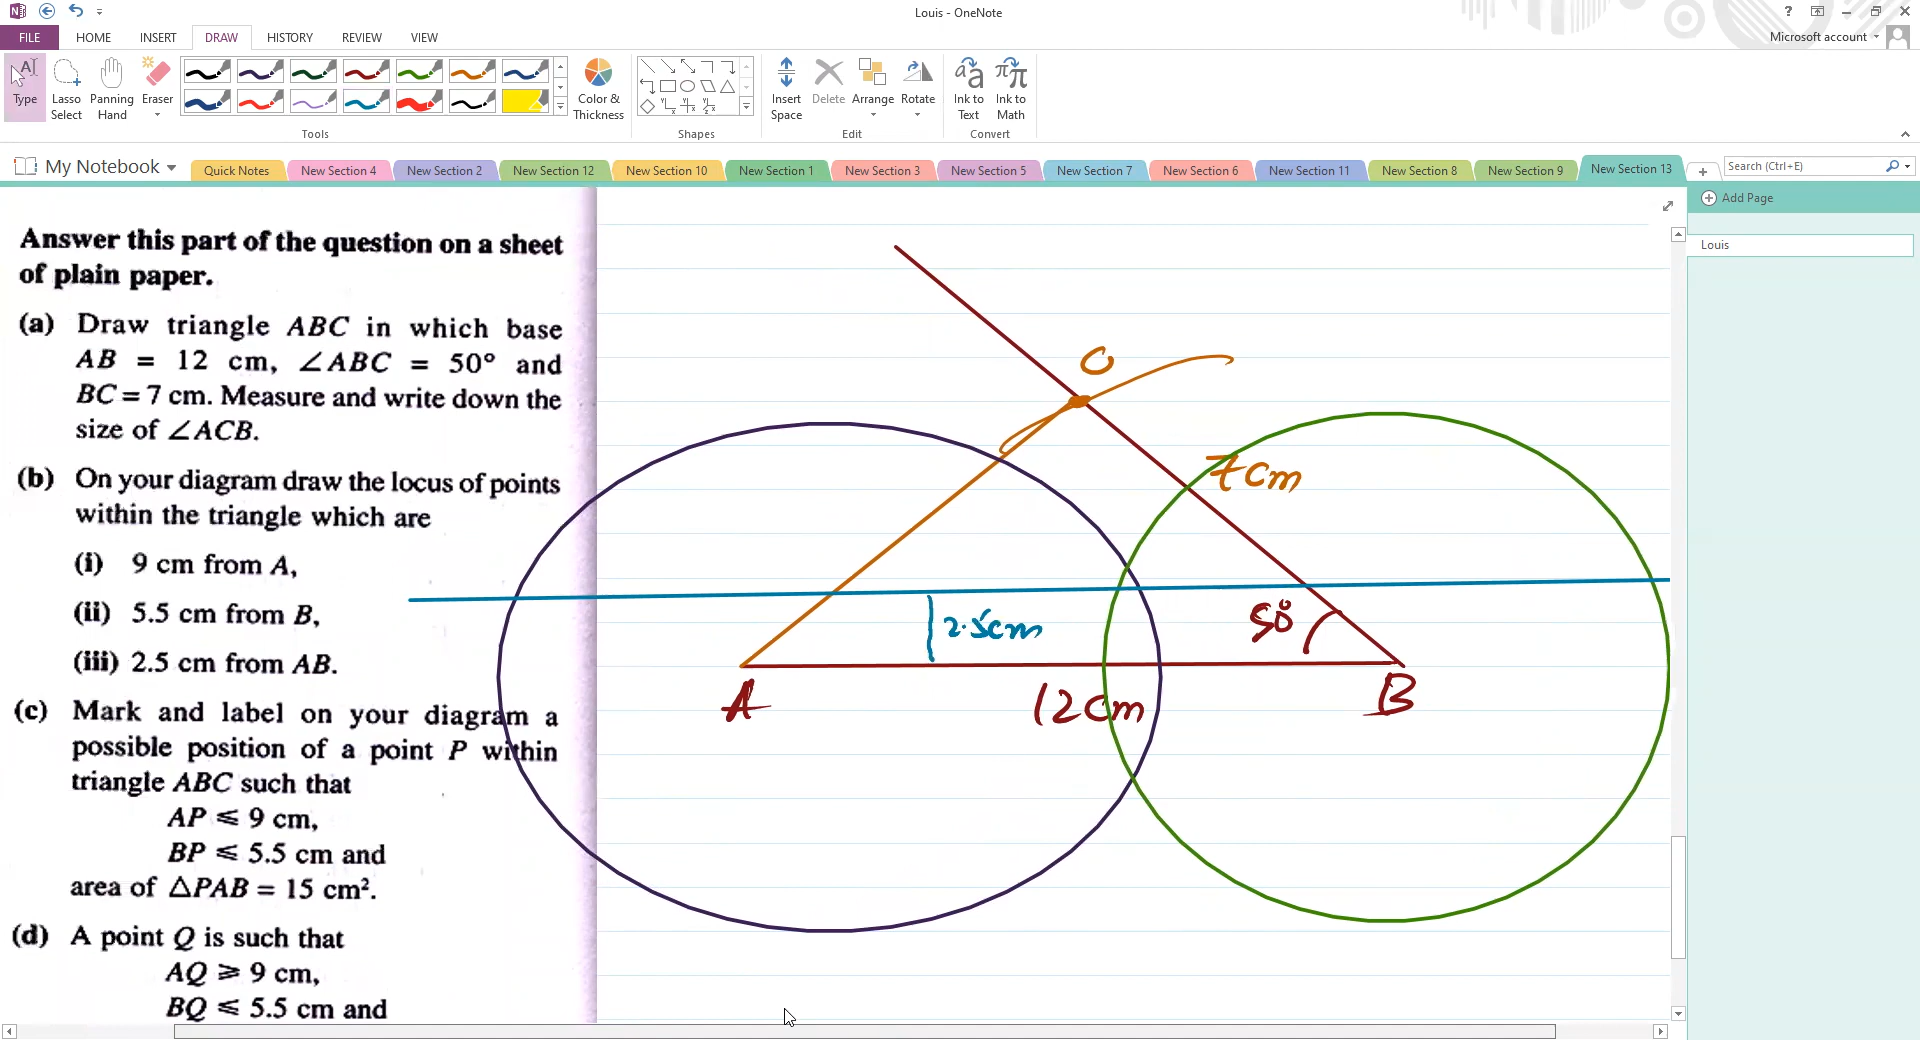 Louis - OneNote
?
Microsoft account
FILE HOME INSERT DRAW HISTORY REVIEW VIEW
Type
Lasso Select
Panning Hand
Eraser
Color & Thickness
Insert Space
Delete
Arrange
Rotate
Ink to Text
Ink to Math
Tools
Shapes
Edit
Convert
My Notebook
Quick Notes
New Section 4
New Section 2
New Section 12
New Section 10
New Section 1
New Section 3
New Section 5
New Section 7
New Section 6
New Section 11
New Section 8
New Section 9
New Section 13
Search (Ctrl+E)
Add Page
Louis
Answer this part of the question on a sheet
of plain paper.
(a) Draw triangle ABC in which base
AB = 12 cm, ∠ABC = 50° and
BC = 7 cm. Measure and write down the
size of ∠ACB.
(b) On your diagram draw the locus of points
within the triangle which are
(i) 9 cm from A,
(ii) 5.5 cm from B,
(iii) 2.5 cm from AB.
(c) Mark and label on your diagram a
possible position of a point P within
triangle ABC such that
AP ⩽ 9 cm,
BP ⩽ 5.5 cm and
area of △PAB = 15 cm².
(d) A point Q is such that
AQ ⩾ 9 cm,
BQ ⩽ 5.5 cm and
C
7cm
2.5cm
50°
A
12cm
B